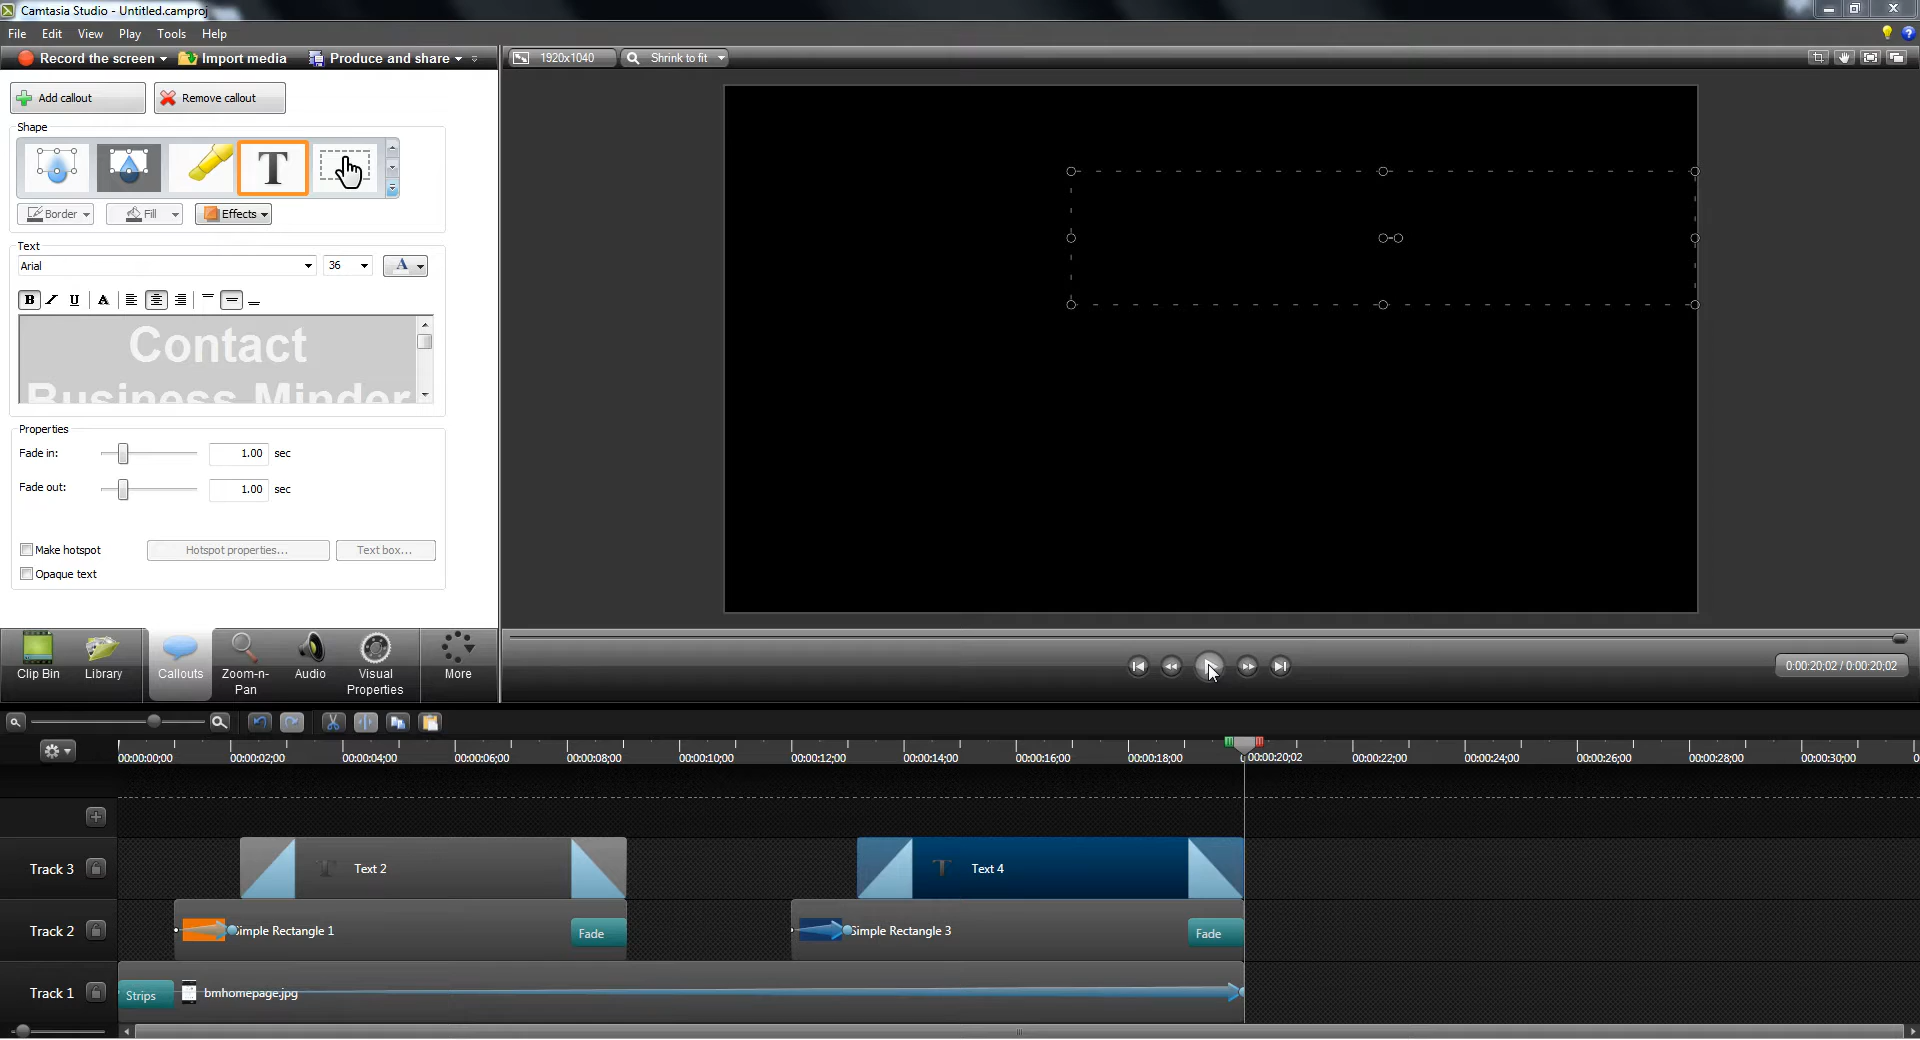 Camtasia Studio - Untitled.camproj
File Edit View Play Tools Help
Record the screen Import media Produce and share
1920x1040 Shrink to fit
Add callout Remove callout
Shape
T
Border Fill Effects
Text
Arial 36 A
B I U A
Contact
Business Minder
Properties
Fade in: 1.00 sec
Fade out: 1.00 sec
Make hotspot Hotspot properties... Text box...
Opaque text
Clip Bin Library Callouts Zoom-n-Pan Audio Visual Properties More
0:00:20;02 / 0:00:20;02
00:00:00;00 00:00:02;00 00:00:04;00 00:00:06;00 00:00:08;00 00:00:10;00 00:00:12;00 00:00:14;00 00:00:16;00 00:00:18;00 00:00:20;02 00:00:22;00 00:00:24;00 00:00:26;00 00:00:28;00 00:00:30;00
Track 3 T Text 2 T Text 4
Track 2 Simple Rectangle 1 Fade Simple Rectangle 3 Fade
Track 1 Strips bmhomepage.jpg